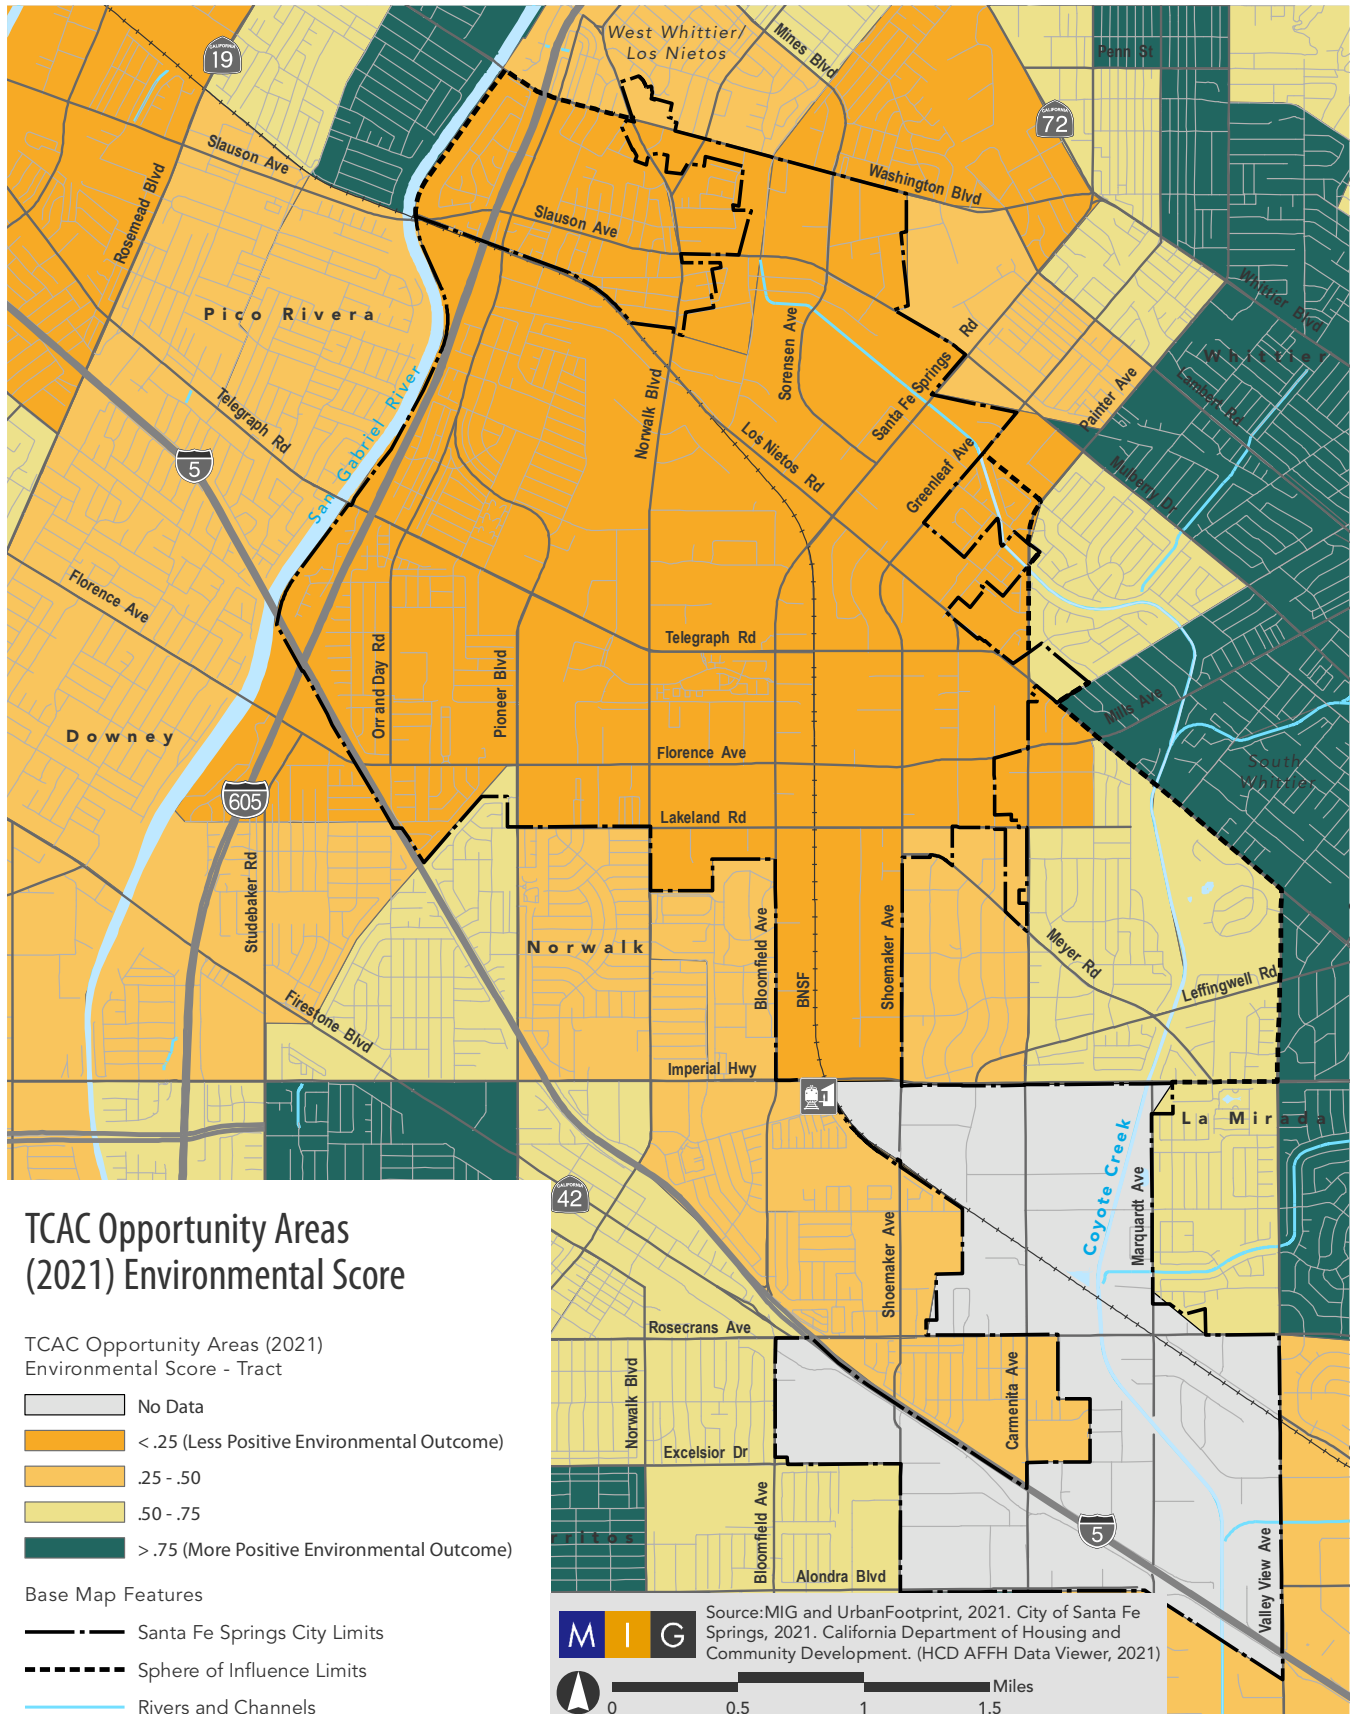 West Whittier/
Los Nietos
Mines Blvd
Penn St
CALIFORNIA
19
CALIFORNIA
72
Slauson Ave
Washington Blvd
Rosemead Blvd
Slauson Ave
Whittier Blvd
Pico Rivera
Sorensen Ave
Santa Fe Springs Rd
Whittier
Lambert Rd
Painter Ave
San Gabriel River
Telegraph Rd
Norwalk Blvd
Los Nietos Rd
Greenleaf Ave
Mulberry Dr
5
Florence Ave
Telegraph Rd
Orr and Day Rd
Pioneer Blvd
Mills Ave
Downey
Florence Ave
South
Whittier
605
Lakeland Rd
Studebaker Rd
Norwalk
Bloomfield Ave
BNSF
Shoemaker Ave
Meyer Rd
Leffingwell Rd
Firestone Blvd
Imperial Hwy
La Mirada
Coyote Creek
Marquardt Ave
CALIFORNIA
42
Shoemaker Ave
Rosecrans Ave
Norwalk Blvd
Carmenita Ave
Excelsior Dr
Bloomfield Ave
rritos
5
Alondra Blvd
Valley View Ave
TCAC Opportunity Areas
(2021) Environmental Score
TCAC Opportunity Areas (2021)
Environmental Score - Tract
No Data
< .25 (Less Positive Environmental Outcome)
.25 - .50
.50 - .75
> .75 (More Positive Environmental Outcome)
Base Map Features
Santa Fe Springs City Limits
Sphere of Influence Limits
Rivers and Channels
M I G
Source:MIG and UrbanFootprint, 2021. City of Santa Fe
Springs, 2021. California Department of Housing and
Community Development. (HCD AFFH Data Viewer, 2021)
Miles
0 0.5 1 1.5